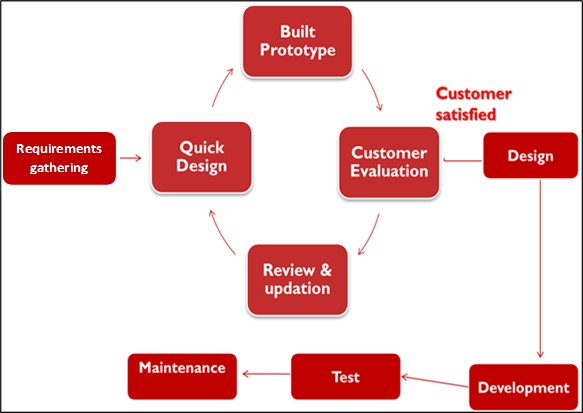 Built
Prototype
Customer
satisfied
Requirements
gathering
Quick
Design
Customer
Evaluation
Design
Review &
updation
Maintenance
Test
Development